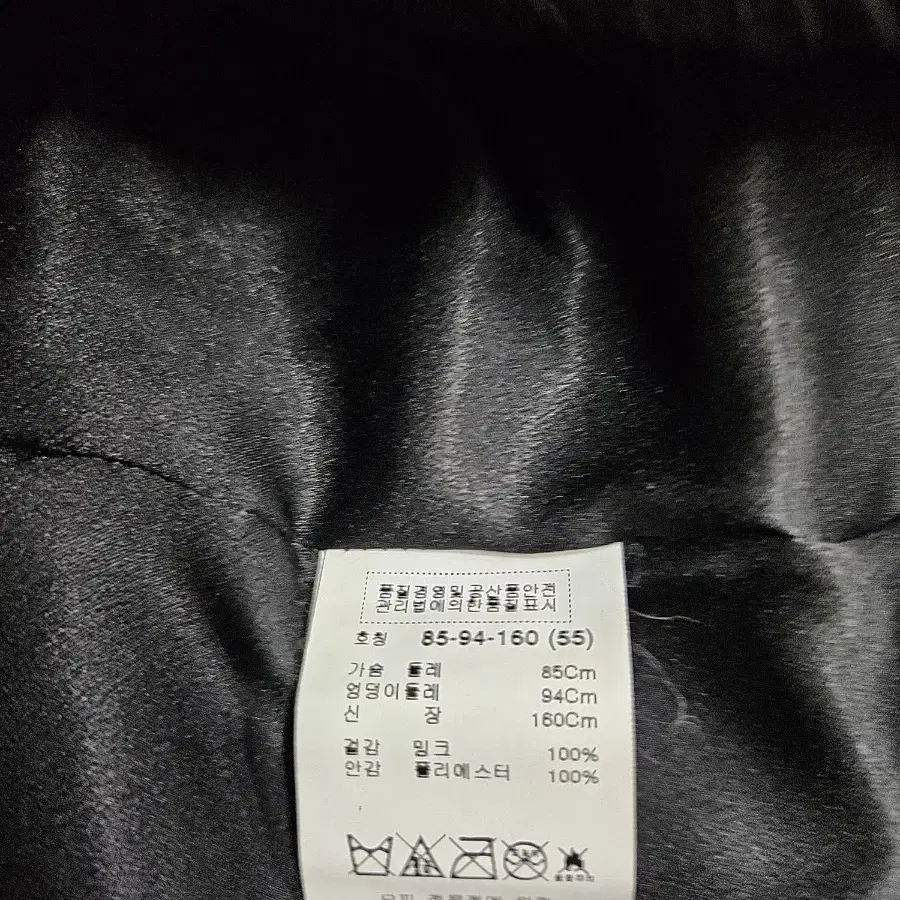 품질경영및공산품안전
관리법에의한품질표시
호칭 85-94-160 (55)
가슴 둘레 85Cm
엉덩이둘레 94Cm
신 장 160Cm
겉감 밍크 100%
안감 폴리에스터 100%